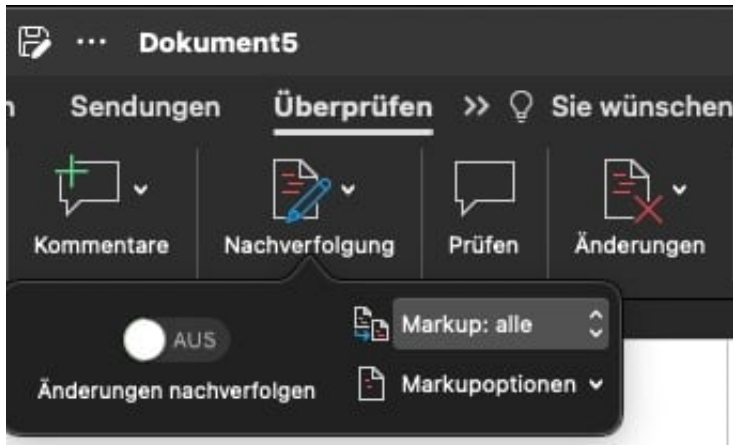 Dokument5
Sendungen Überprüfen Sie wünschen
Kommentare Nachverfolgung Prüfen Änderungen
AUS Markup: alle
Änderungen nachverfolgen Markupoptionen